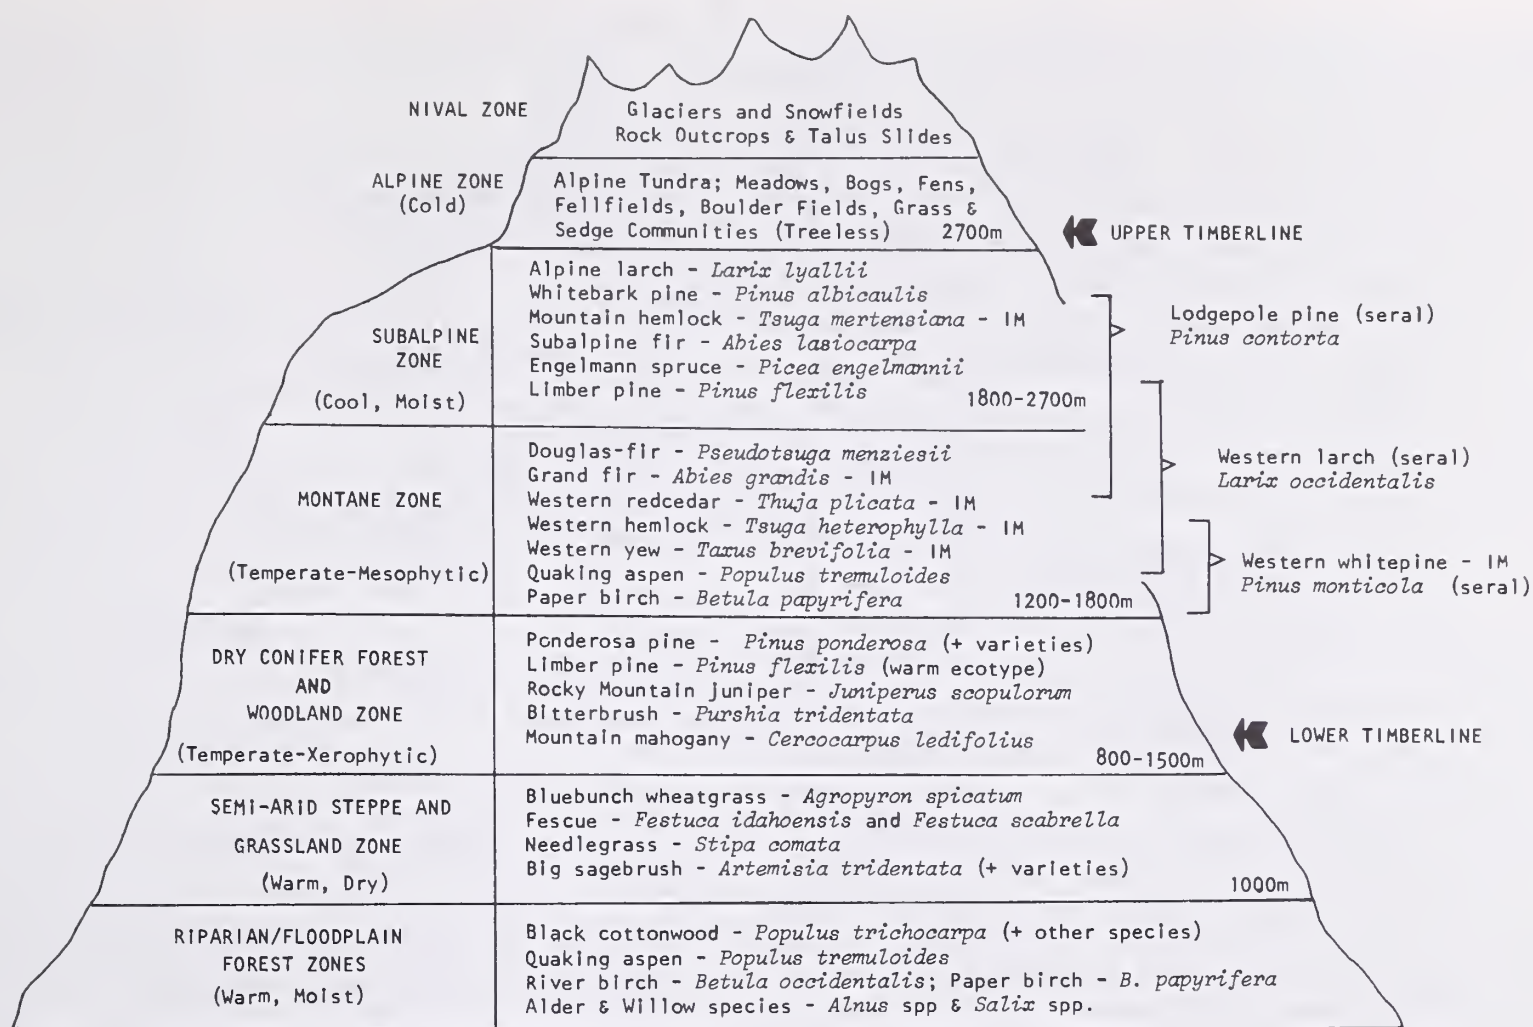 NIVAL ZONE
Glaciers and Snowfields
Rock Outcrops & Talus Slides
ALPINE ZONE
(Cold)
Alpine Tundra; Meadows, Bogs, Fens,
Fellfields, Boulder Fields, Grass &
Sedge Communities (Treeless) 2700m
UPPER TIMBERLINE
SUBALPINE
ZONE
(Cool, Moist)
Alpine larch - Larix lyallii
Whitebark pine - Pinus albicaulis
Mountain hemlock - Tsuga mertensiana - IM
Subalpine fir - Abies lasiocarpa
Engelmann spruce - Picea engelmannii
Limber pine - Pinus flexilis
1800-2700m
Lodgepole pine (seral)
Pinus contorta
MONTANE ZONE
(Temperate-Mesophytic)
Douglas-fir - Pseudotsuga menziesii
Grand fir - Abies grandis - IM
Western redcedar - Thuja plicata - IM
Western hemlock - Tsuga heterophylla - IM
Western yew - Taxus brevifolia - IM
Quaking aspen - Populus tremuloides
Paper birch - Betula papyrifera
1200-1800m
Western larch (seral)
Larix occidentalis
Western whitepine - IM
Pinus monticola (seral)
DRY CONIFER FOREST
AND
WOODLAND ZONE
(Temperate-Xerophytic)
Ponderosa pine - Pinus ponderosa (+ varieties)
Limber pine - Pinus flexilis (warm ecotype)
Rocky Mountain juniper - Juniperus scopulorum
Bitterbrush - Purshia tridentata
Mountain mahogany - Cercocarpus ledifolius
800-1500m
LOWER TIMBERLINE
SEMI-ARID STEPPE AND
GRASSLAND ZONE
(Warm, Dry)
Bluebunch wheatgrass - Agropyron spicatum
Fescue - Festuca idahoensis and Festuca scabrella
Needlegrass - Stipa comata
Big sagebrush - Artemisia tridentata (+ varieties)
1000m
RIPARIAN/FLOODPLAIN
FOREST ZONES
(Warm, Moist)
Black cottonwood - Populus trichocarpa (+ other species)
Quaking aspen - Populus tremuloides
River birch - Betula occidentalis; Paper birch - B. papyrifera
Alder & Willow species - Alnus spp & Salix spp.